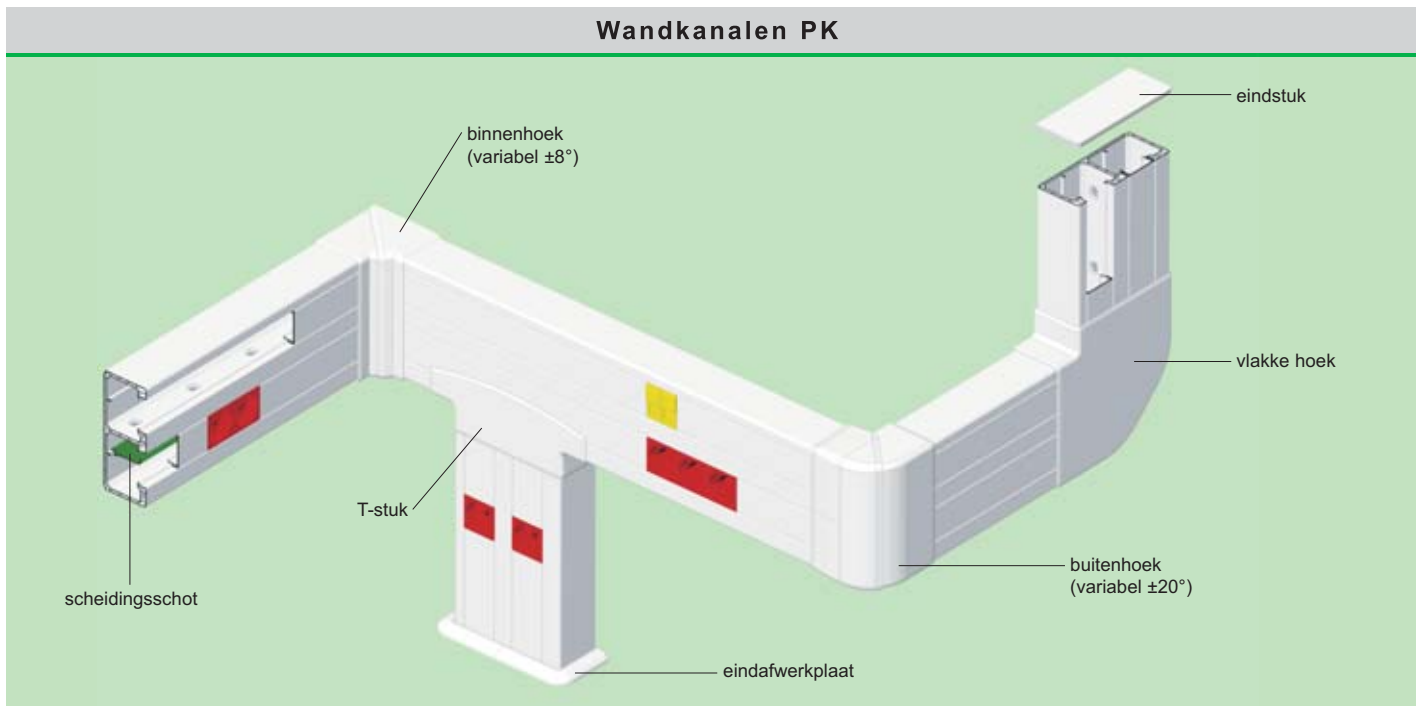 Wandkanalen PK
eindstuk
binnenhoek
(variabel ±8°)
vlakke hoek
T-stuk
buitenhoek
(variabel ±20°)
scheidingsschot
eindafwerkplaat